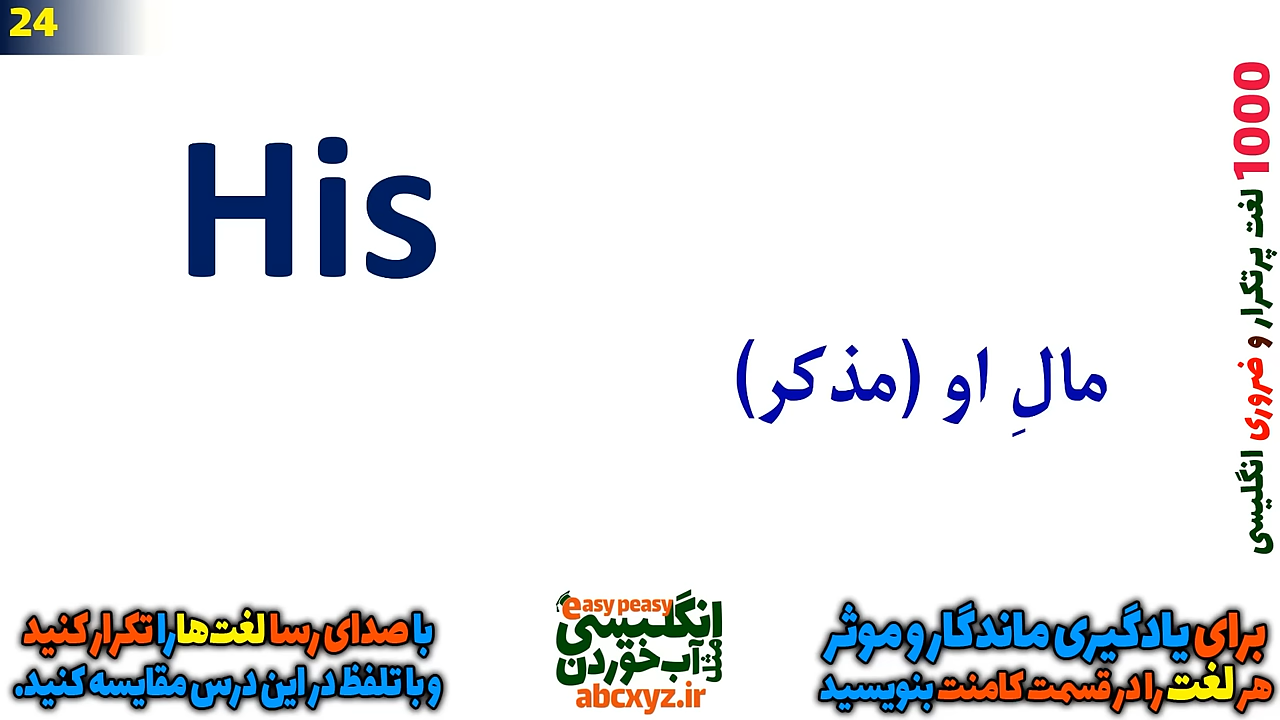 24
His
مالِ او (مذکر)
1000 لغت پرتکرار و ضروری انگلیسی
با صدای رسا لغت‌ها را تکرار کنید
و با تلفظ در این درس مقایسه کنید.
easy peasy
انگلیسی
مثل آب خوردن
abcxyz.ir
برای یادگیری ماندگار و موثر
هر لغت را در قسمت کامنت بنویسید